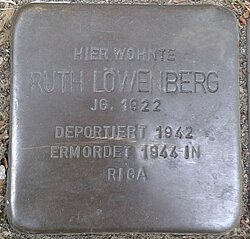 HIER WOHNTE
RUTH LÖWENBERG
JG. 1922
DEPORTIERT 1942
ERMORDET 1944 IN
RIGA